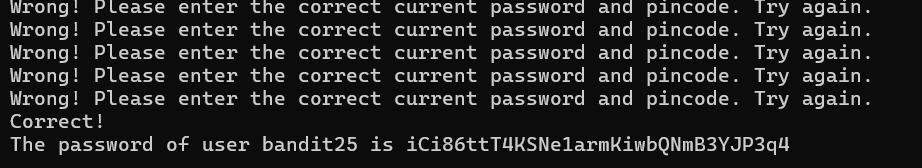 Wrong! Please enter the correct current password and pincode. Try again.
Wrong! Please enter the correct current password and pincode. Try again.
Wrong! Please enter the correct current password and pincode. Try again.
Wrong! Please enter the correct current password and pincode. Try again.
Wrong! Please enter the correct current password and pincode. Try again.
Correct!
The password of user bandit25 is iCi86ttT4KSNe1armKiwbQNmB3YJP3q4